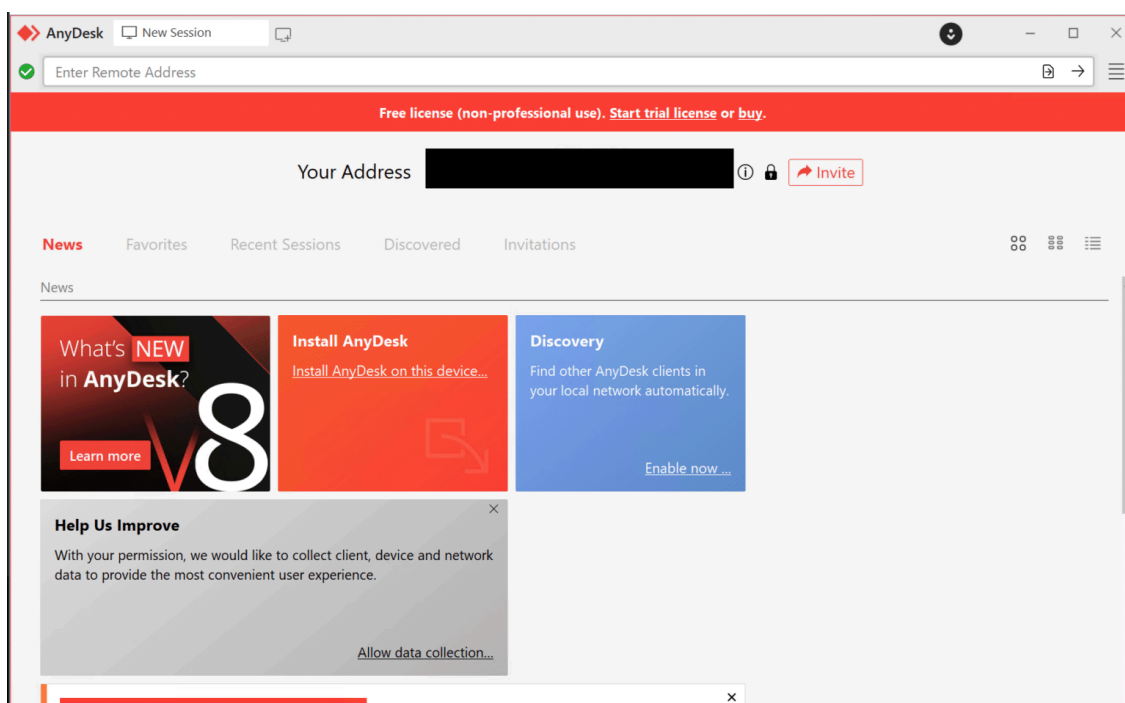 AnyDesk New Session
Enter Remote Address
Free license (non-professional use). Start trial license or buy.
Your Address Invite
News Favorites Recent Sessions Discovered Invitations
News
What's NEW
in AnyDesk?
V8
Learn more
Install AnyDesk
Install AnyDesk on this device...
Discovery
Find other AnyDesk clients in
your local network automatically.
Enable now ...
Help Us Improve
With your permission, we would like to collect client, device and network
data to provide the most convenient user experience.
Allow data collection...